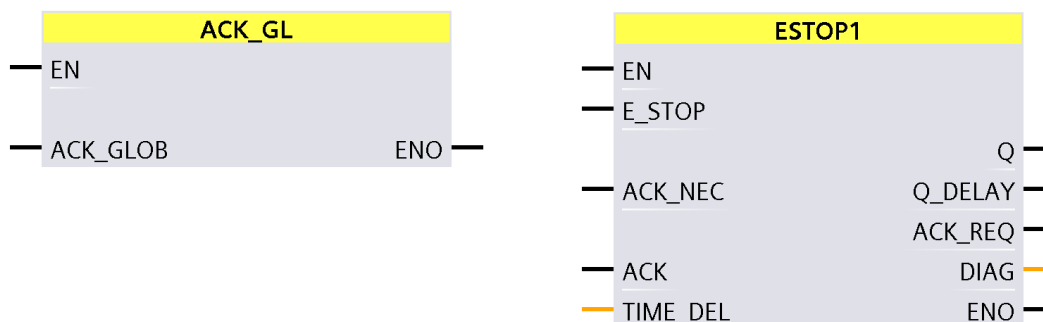 ACK_GL
EN
ACK_GLOB ENO
ESTOP1
EN
E_STOP
Q
ACK_NEC Q_DELAY
ACK_REQ
ACK DIAG
TIME_DEL ENO